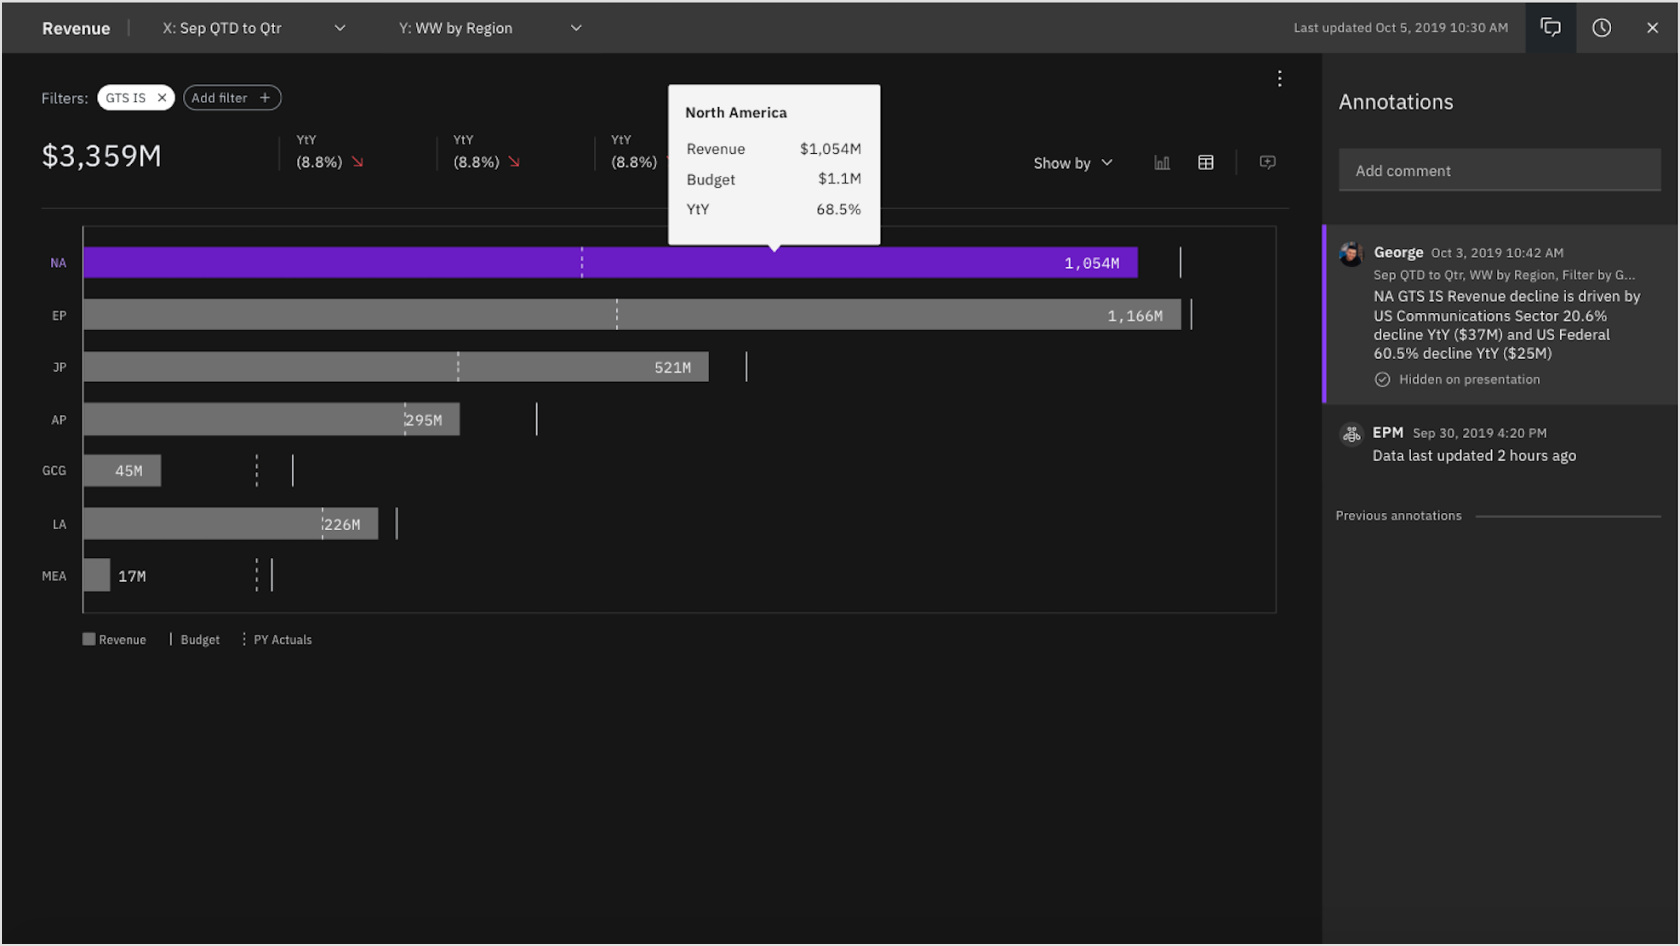 Revenue
X: Sep QTD to Qtr
Y: WW by Region
Last updated Oct 5, 2019 10:30 AM
Filters:
GTS IS
Add filter
$3,359M
YtY
(8.8%)
YtY
(8.8%)
YtY
(8.8%)
North America
Revenue $1,054M
Budget $1.1M
YtY 68.5%
Show by
NA 1,054M
EP 1,166M
JP 521M
AP 295M
GCG 45M
LA 226M
MEA 17M
Revenue
Budget
PY Actuals
Annotations
Add comment
George Oct 3, 2019 10:42 AM
Sep QTD to Qtr, WW by Region, Filter by G...
NA GTS IS Revenue decline is driven by
US Communications Sector 20.6%
decline YtY ($37M) and US Federal
60.5% decline YtY ($25M)
Hidden on presentation
EPM Sep 30, 2019 4:20 PM
Data last updated 2 hours ago
Previous annotations